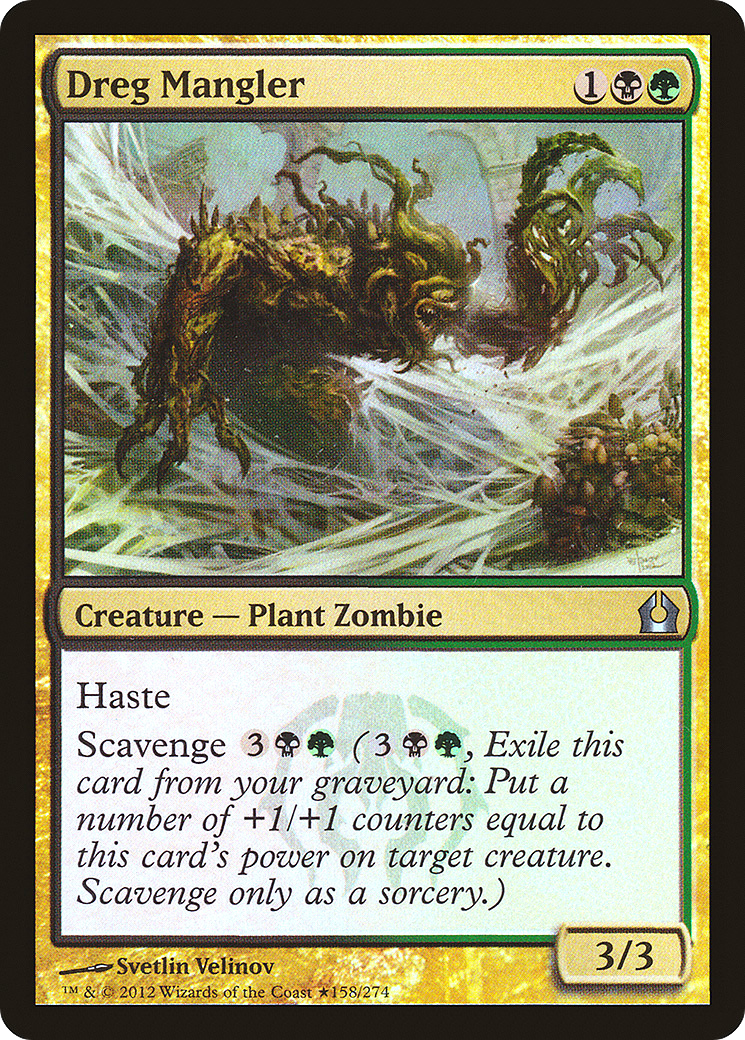 Dreg Mangler 1
Creature — Plant Zombie
Haste
Scavenge 3 (3, Exile this
card from your graveyard: Put a
number of +1/+1 counters equal to
this card's power on target creature.
Scavenge only as a sorcery.)
3/3
Svetlin Velinov
™ & © 2012 Wizards of the Coast ★158/274